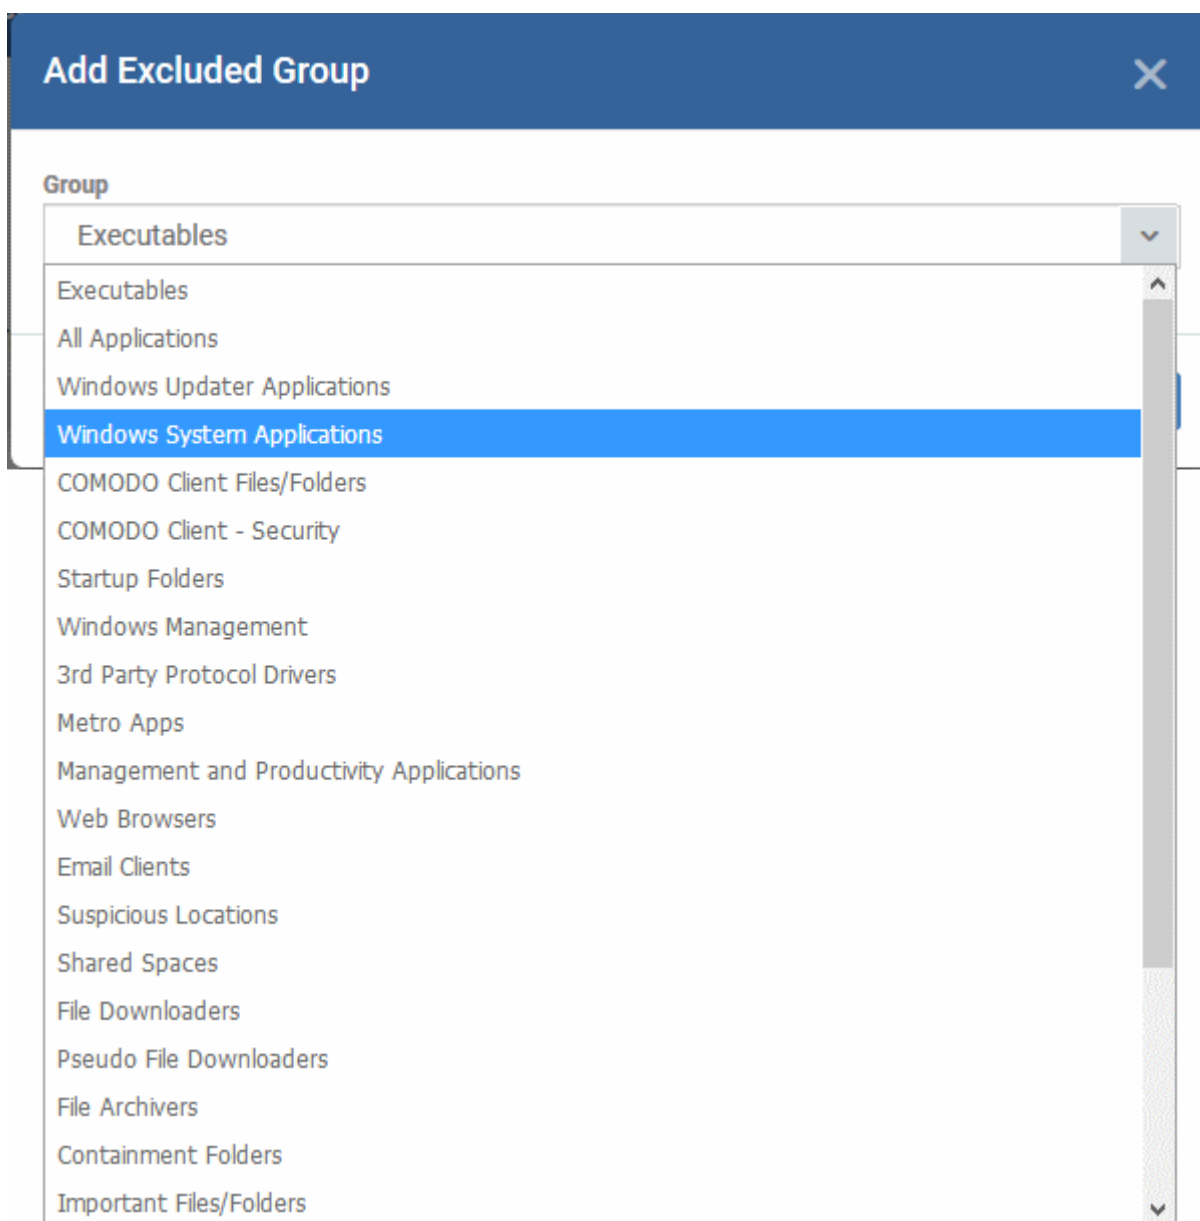 Add Excluded Group
Group
Executables
Executables
All Applications
Windows Updater Applications
Windows System Applications
COMODO Client Files/Folders
COMODO Client - Security
Startup Folders
Windows Management
3rd Party Protocol Drivers
Metro Apps
Management and Productivity Applications
Web Browsers
Email Clients
Suspicious Locations
Shared Spaces
File Downloaders
Pseudo File Downloaders
File Archivers
Containment Folders
Important Files/Folders